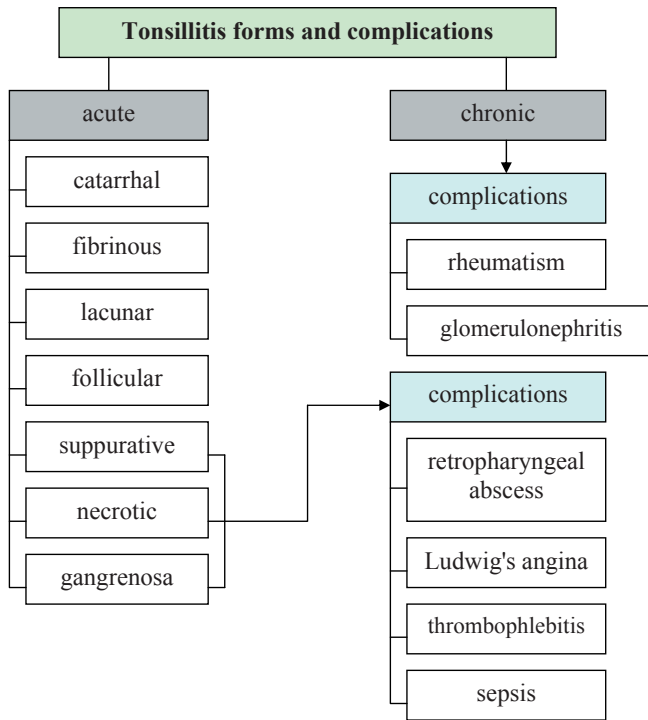 Tonsillitis forms and complications
acute
catarrhal
fibrinous
lacunar
follicular
suppurative
necrotic
gangrenosa
chronic
complications
rheumatism
glomerulonephritis
complications
retropharyngeal
abscess
Ludwig's angina
thrombophlebitis
sepsis